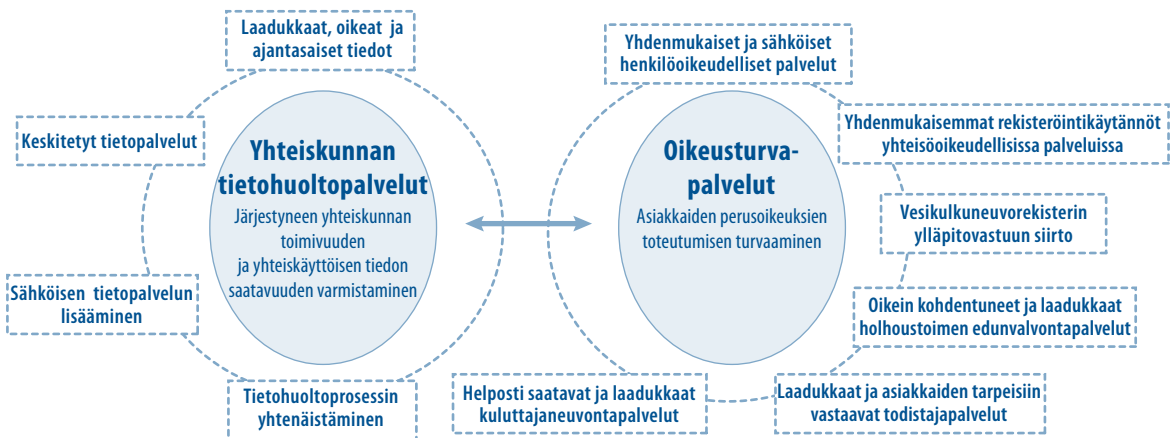 Laadukkaat, oikeat ja
ajantasaiset tiedot
Keskitetyt tietopalvelut
Yhteiskunnan
tietohuoltopalvelut
Järjestyneen yhteiskunnan
toimivuuden
ja yhteiskäyttöisen tiedon
saatavuuden varmistaminen
Sähköisen tietopalvelun
lisääminen
Tietohuoltoprosessin
yhtenäistäminen
Yhdenmukaiset ja sähköiset
henkilöoikeudelliset palvelut
Oikeusturva-
palvelut
Asiakkaiden perusoikeuksien
toteutumisen turvaaminen
Yhdenmukaisemmat rekisteröintikäytännöt
yhteisöoikeudellisissa palveluissa
Vesikulkuneuvorekisterin
ylläpitovastuun siirto
Oikein kohdentuneet ja laadukkaat
holhoustoimen edunvalvontapalvelut
Laadukkaat ja asiakkaiden tarpeisiin
vastaavat todistajapalvelut
Helposti saatavat ja laadukkaat
kuluttajaneuvontapalvelut